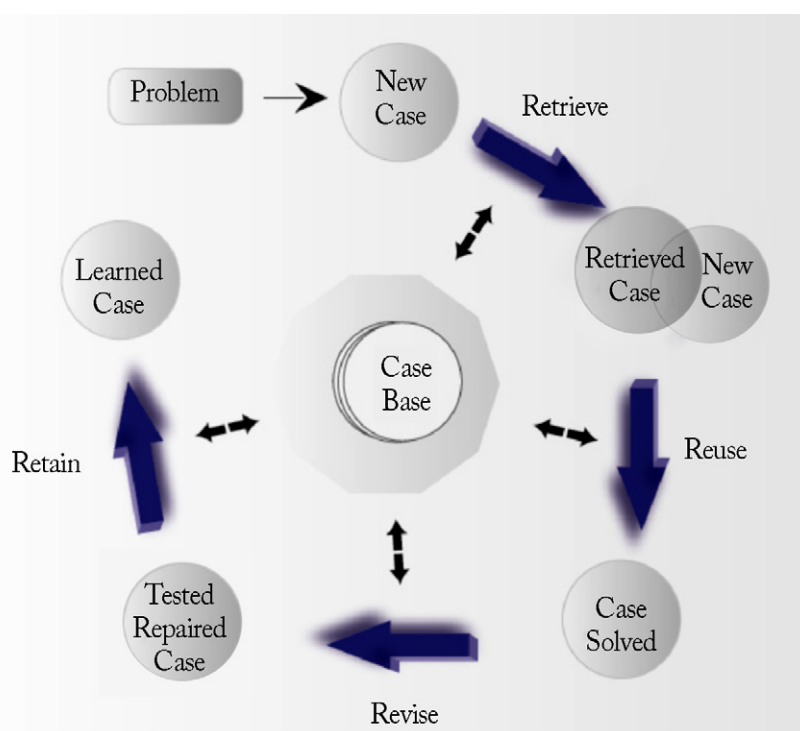 Problem
New
Case
Retrieve
Retrieved
Case
New
Case
Learned
Case
Case
Base
Retain
Reuse
Tested
Repaired
Case
Case
Solved
Revise